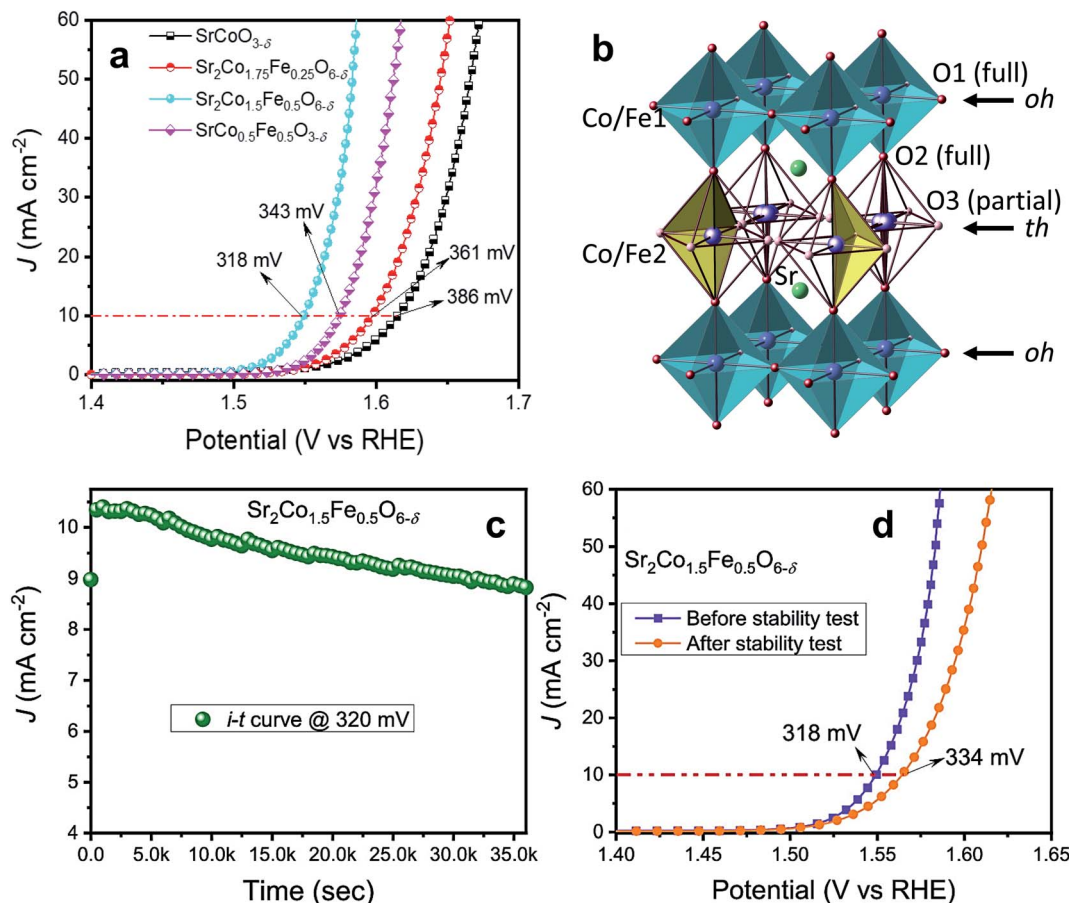 a
SrCoO3-δ
Sr2Co1.75Fe0.25O6-δ
Sr2Co1.5Fe0.5O6-δ
SrCo0.5Fe0.5O3-δ
343 mV
318 mV
361 mV
386 mV
60
50
40
30
20
10
0
J (mA cm-2)
1.4
1.5
1.6
1.7
Potential (V vs RHE)
b
O1 (full)
oh
Co/Fe1
O2 (full)
O3 (partial)
th
Co/Fe2
Sr
oh
Sr2Co1.5Fe0.5O6-δ
c
i-t curve @ 320 mV
10
9
8
7
6
5
4
J (mA cm-2)
0.0
5.0k
10.0k
15.0k
20.0k
25.0k
30.0k
35.0k
Time (sec)
d
Sr2Co1.5Fe0.5O6-δ
Before stability test
After stability test
318 mV
334 mV
60
50
40
30
20
10
0
J (mA cm-2)
1.40
1.45
1.50
1.55
1.60
1.65
Potential (V vs RHE)